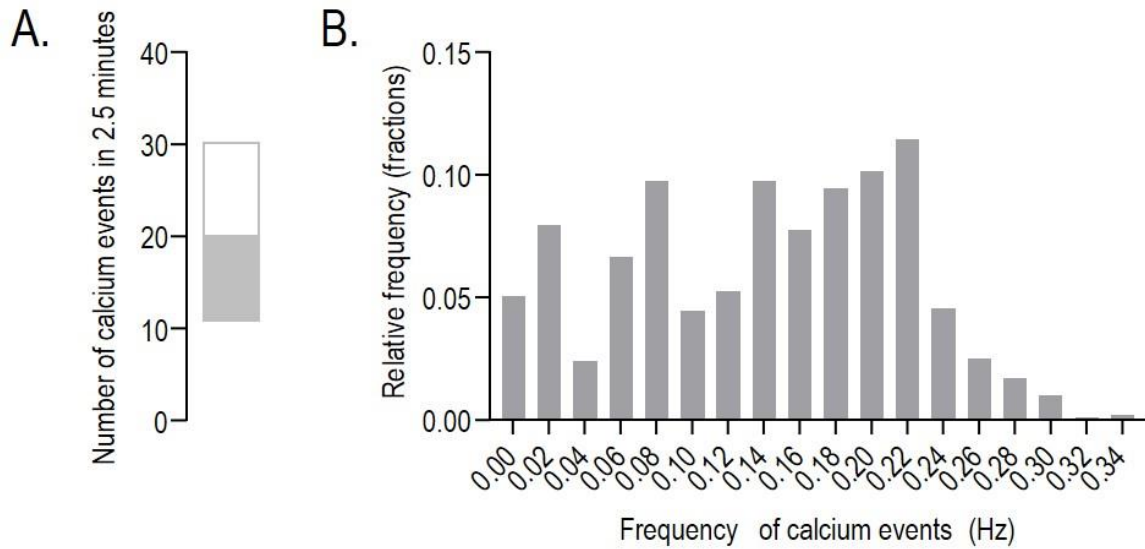 A.
Number of calcium events in 2.5 minutes
40
30
20
10
0
B.
Relative frequency (fractions)
0.15
0.10
0.05
0.00
0.00 0.02 0.04 0.06 0.08 0.10 0.12 0.14 0.16 0.18 0.20 0.22 0.24 0.26 0.28 0.30 0.32 0.34
Frequency of calcium events (Hz)